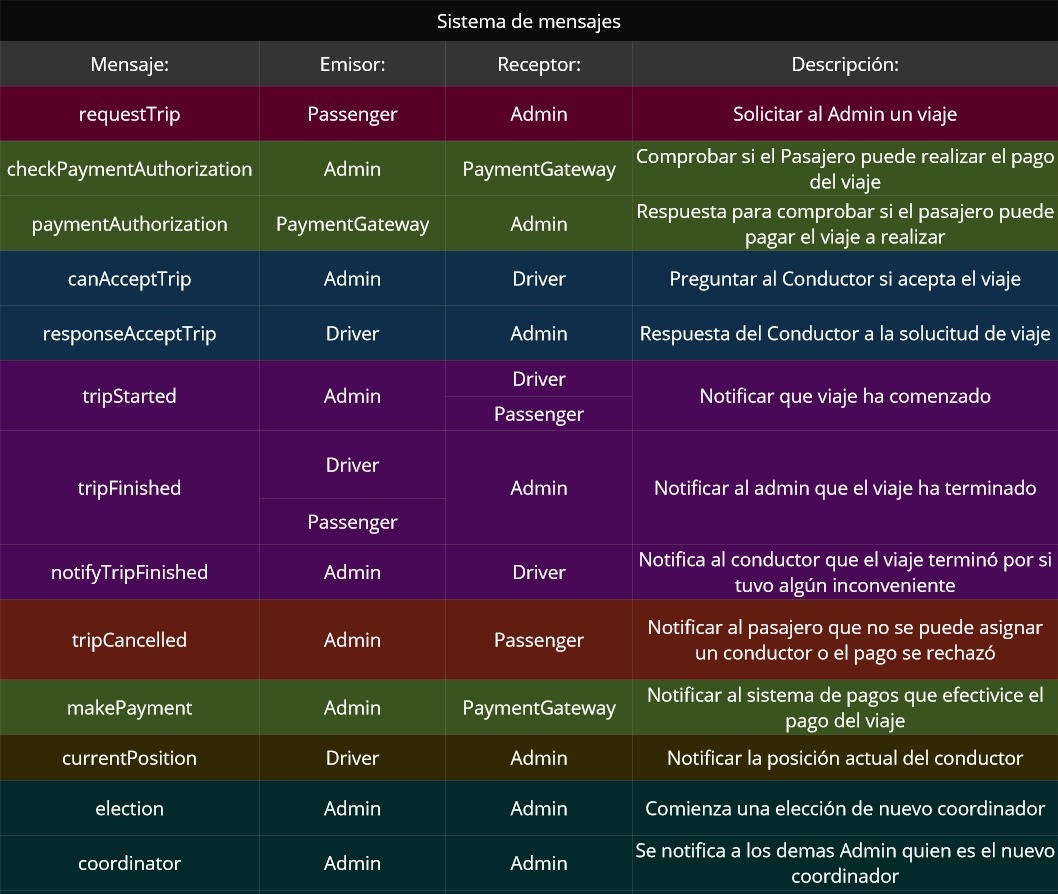 Sistema de mensajes
Mensaje: Emisor: Receptor: Descripción:
requestTrip Passenger Admin Solicitar al Admin un viaje
checkPaymentAuthorization Admin PaymentGateway Comprobar si el Pasajero puede realizar el pago
del viaje
paymentAuthorization PaymentGateway Admin Respuesta para comprobar si el pasajero puede
pagar el viaje a realizar
canAcceptTrip Admin Driver Preguntar al Conductor si acepta el viaje
responseAcceptTrip Driver Admin Respuesta del Conductor a la solucitud de viaje
tripStarted Admin Driver
Passenger Notificar que viaje ha comenzado
tripFinished Driver
Passenger Admin Notificar al admin que el viaje ha terminado
notifyTripFinished Admin Driver Notifica al conductor que el viaje terminó por si
tuvo algún inconveniente
tripCancelled Admin Passenger Notificar al pasajero que no se puede asignar
un conductor o el pago se rechazó
makePayment Admin PaymentGateway Notificar al sistema de pagos que efectivice el
pago del viaje
currentPosition Driver Admin Notificar la posición actual del conductor
election Admin Admin Comienza una elección de nuevo coordinador
coordinator Admin Admin Se notifica a los demas Admin quien es el nuevo
coordinador